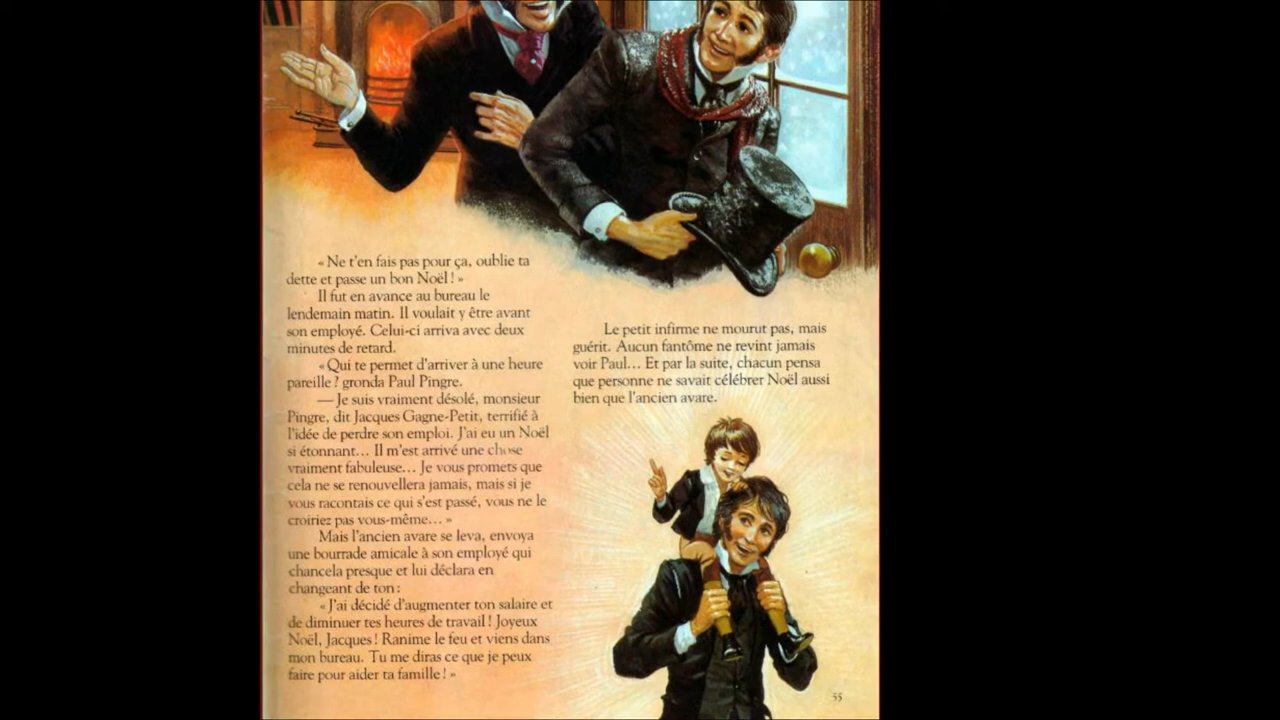 « Ne t'en fais pas pour ça, oublie ta
dette et passe un bon Noël ! »
Il fut en avance au bureau le
lendemain matin. Il voulait y être avant
son employé. Celui-ci arriva avec deux
minutes de retard.
« Qui te permet d'arriver à une heure
pareille ? gronda Paul Pingre.
— Je suis vraiment désolé, monsieur
Pingre, dit Jacques Gagne-Petit, terrifié à
l'idée de perdre son emploi. J'ai eu un Noël
si étonnant... Il m'est arrivé une chose
vraiment fabuleuse... Je vous promets que
cela ne se renouvellera jamais, mais si je
vous racontais ce qui s'est passé, vous ne le
croiriez pas vous-même... »
Mais l'ancien avare se leva, envoya
une bourrade amicale à son employé qui
chancela presque et lui déclara en
changeant de ton :
« J'ai décidé d'augmenter ton salaire et
de diminuer tes heures de travail ! Joyeux
Noël, Jacques ! Ranime le feu et viens dans
mon bureau. Tu me diras ce que je peux
faire pour aider ta famille ! »
Le petit infirme ne mourut pas, mais
guérit. Aucun fantôme ne revint jamais
voir Paul... Et par la suite, chacun pensa
que personne ne savait célébrer Noël aussi
bien que l'ancien avare.
55